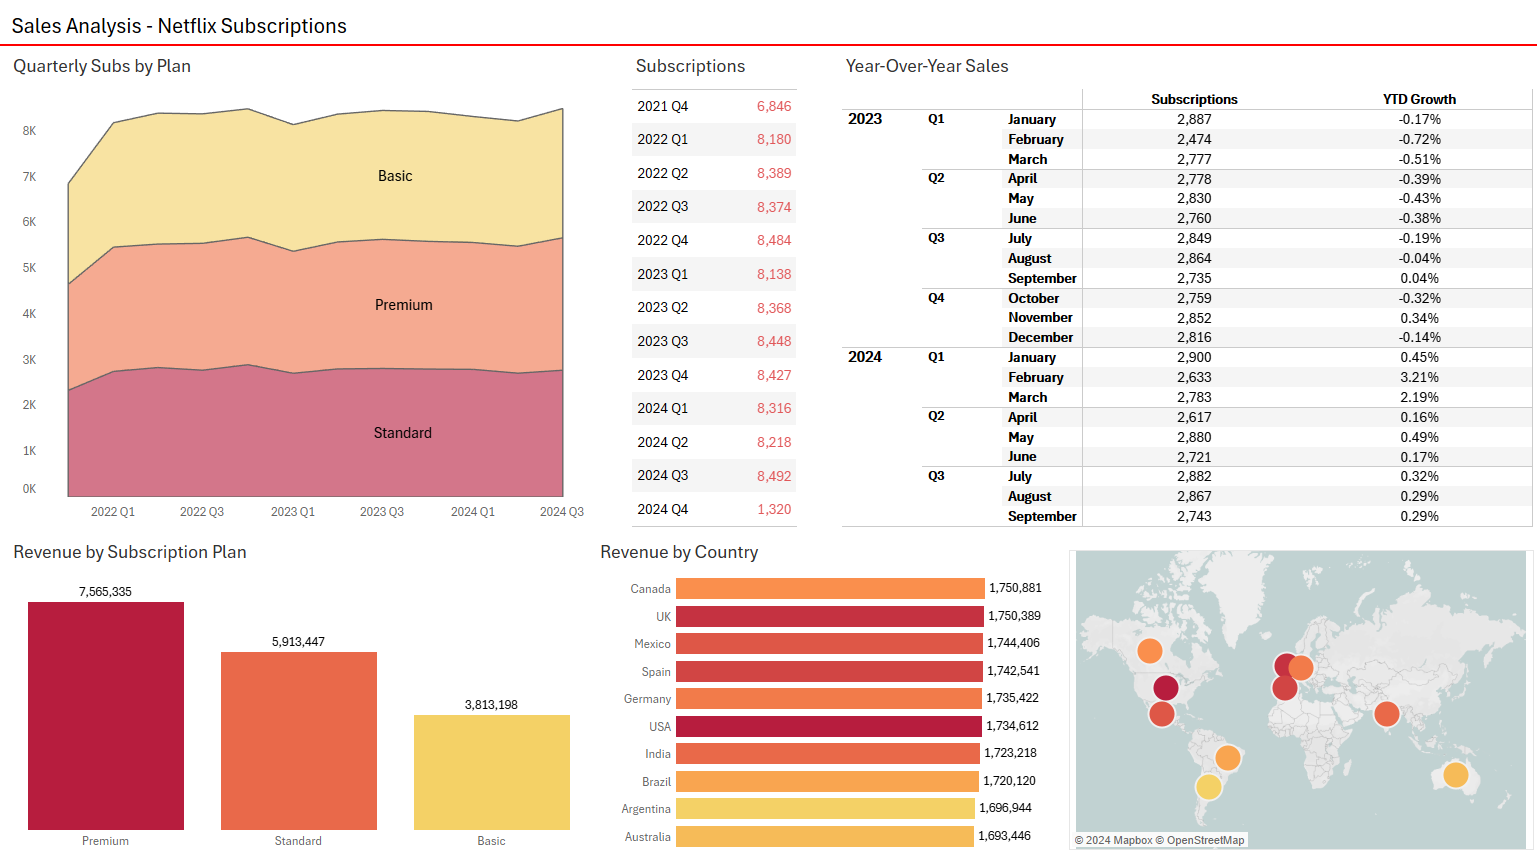 Sales Analysis - Netflix Subscriptions
Quarterly Subs by Plan
8K
7K
6K
5K
4K
3K
2K
1K
0K
Basic
Premium
Standard
2022 Q1 2022 Q3 2023 Q1 2023 Q3 2024 Q1 2024 Q3
Subscriptions
2021 Q4 6,846
2022 Q1 8,180
2022 Q2 8,389
2022 Q3 8,374
2022 Q4 8,484
2023 Q1 8,138
2023 Q2 8,368
2023 Q3 8,448
2023 Q4 8,427
2024 Q1 8,316
2024 Q2 8,218
2024 Q3 8,492
2024 Q4 1,320
Year-Over-Year Sales
Subscriptions YTD Growth
2023 Q1 January 2,887 -0.17%
February 2,474 -0.72%
March 2,777 -0.51%
Q2 April 2,778 -0.39%
May 2,830 -0.43%
June 2,760 -0.38%
Q3 July 2,849 -0.19%
August 2,864 -0.04%
September 2,735 0.04%
Q4 October 2,759 -0.32%
November 2,852 0.34%
December 2,816 -0.14%
2024 Q1 January 2,900 0.45%
February 2,633 3.21%
March 2,783 2.19%
Q2 April 2,617 0.16%
May 2,880 0.49%
June 2,721 0.17%
Q3 July 2,882 0.32%
August 2,867 0.29%
September 2,743 0.29%
Revenue by Subscription Plan
7,565,335
5,913,447
3,813,198
Premium Standard Basic
Revenue by Country
Canada 1,750,881
UK 1,750,389
Mexico 1,744,406
Spain 1,742,541
Germany 1,735,422
USA 1,734,612
India 1,723,218
Brazil 1,720,120
Argentina 1,696,944
Australia 1,693,446
© 2024 Mapbox © OpenStreetMap